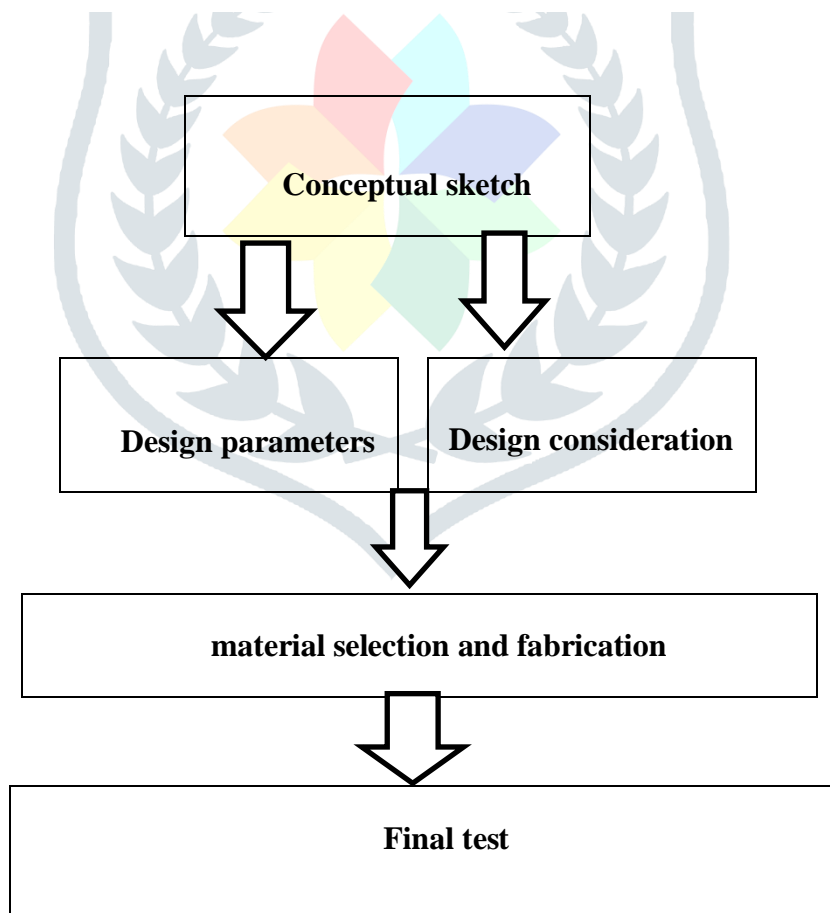 Conceptual sketch
Design parameters
Design consideration
material selection and fabrication
Final test